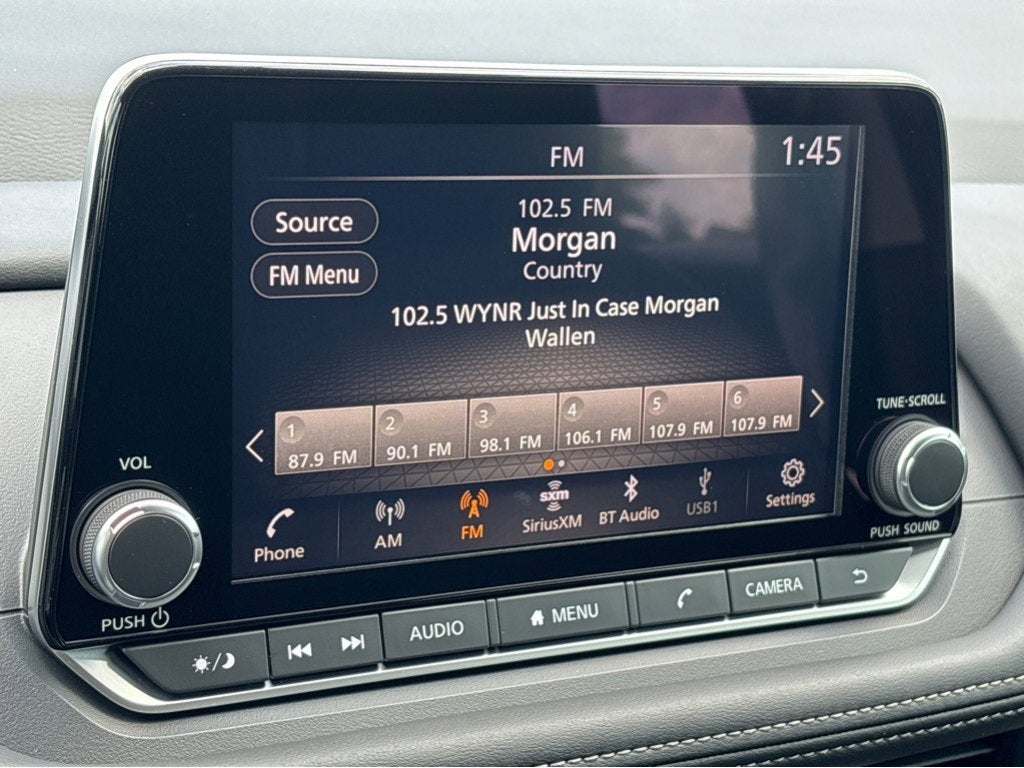 FM
1:45
Source
FM Menu
102.5 FM
Morgan
Country
102.5 WYNR Just In Case Morgan
Wallen
1
87.9 FM
2
90.1 FM
3
98.1 FM
4
106.1 FM
5
107.9 FM
6
107.9 FM
Phone
AM
FM
sxm
SiriusXM
BT Audio
USB1
Settings
VOL
PUSH
TUNE·SCROLL
PUSH SOUND
AUDIO
MENU
CAMERA